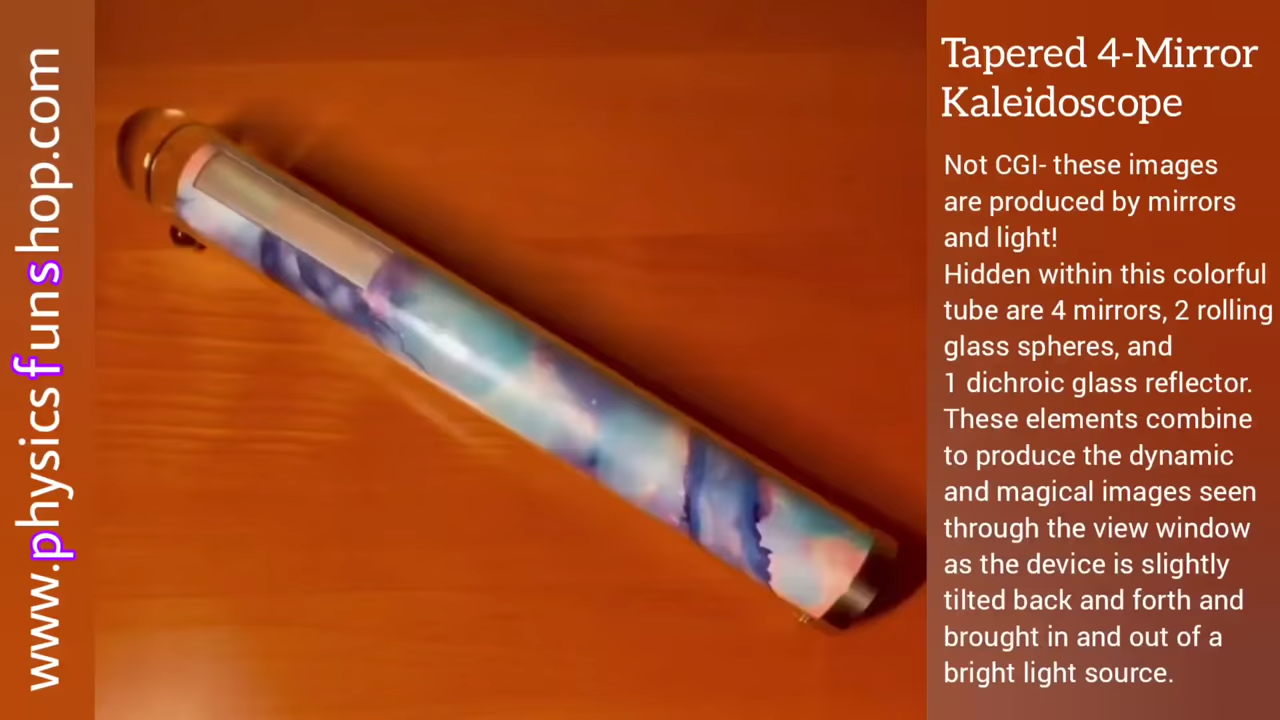 www.physicsfunshop.com
Tapered 4-Mirror
Kaleidoscope
Not CGI- these images
are produced by mirrors
and light!
Hidden within this colorful
tube are 4 mirrors, 2 rolling
glass spheres, and
1 dichroic glass reflector.
These elements combine
to produce the dynamic
and magical images seen
through the view window
as the device is slightly
tilted back and forth and
brought in and out of a
bright light source.